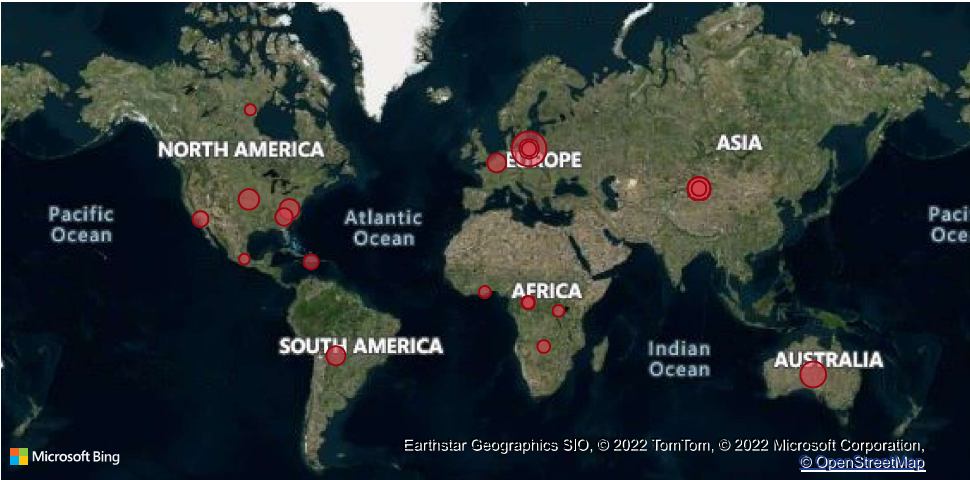 NORTH AMERICA
EUROPE
ASIA
Pacific
Ocean
Atlantic
Ocean
Paci
Oce
AFRICA
SOUTH AMERICA
Indian
Ocean
AUSTRALIA
Microsoft Bing
Earthstar Geographics SIO, © 2022 TomTom, © 2022 Microsoft Corporation,
© OpenStreetMap